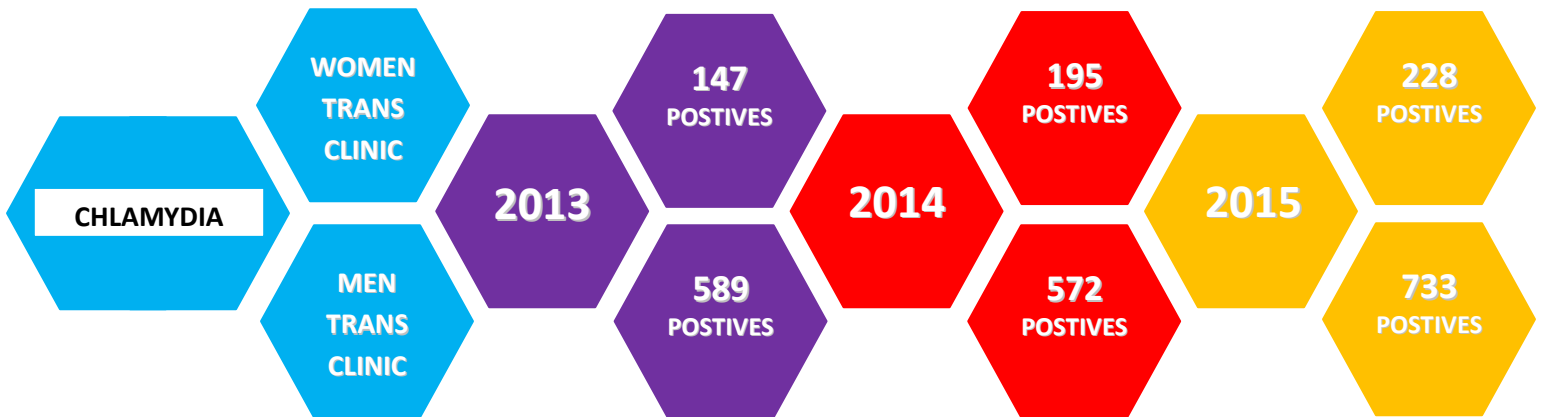 CHLAMYDIA
WOMEN
TRANS
CLINIC
MEN
TRANS
CLINIC
2013
147
POSTIVES
589
POSTIVES
2014
195
POSTIVES
572
POSTIVES
2015
228
POSTIVES
733
POSTIVES